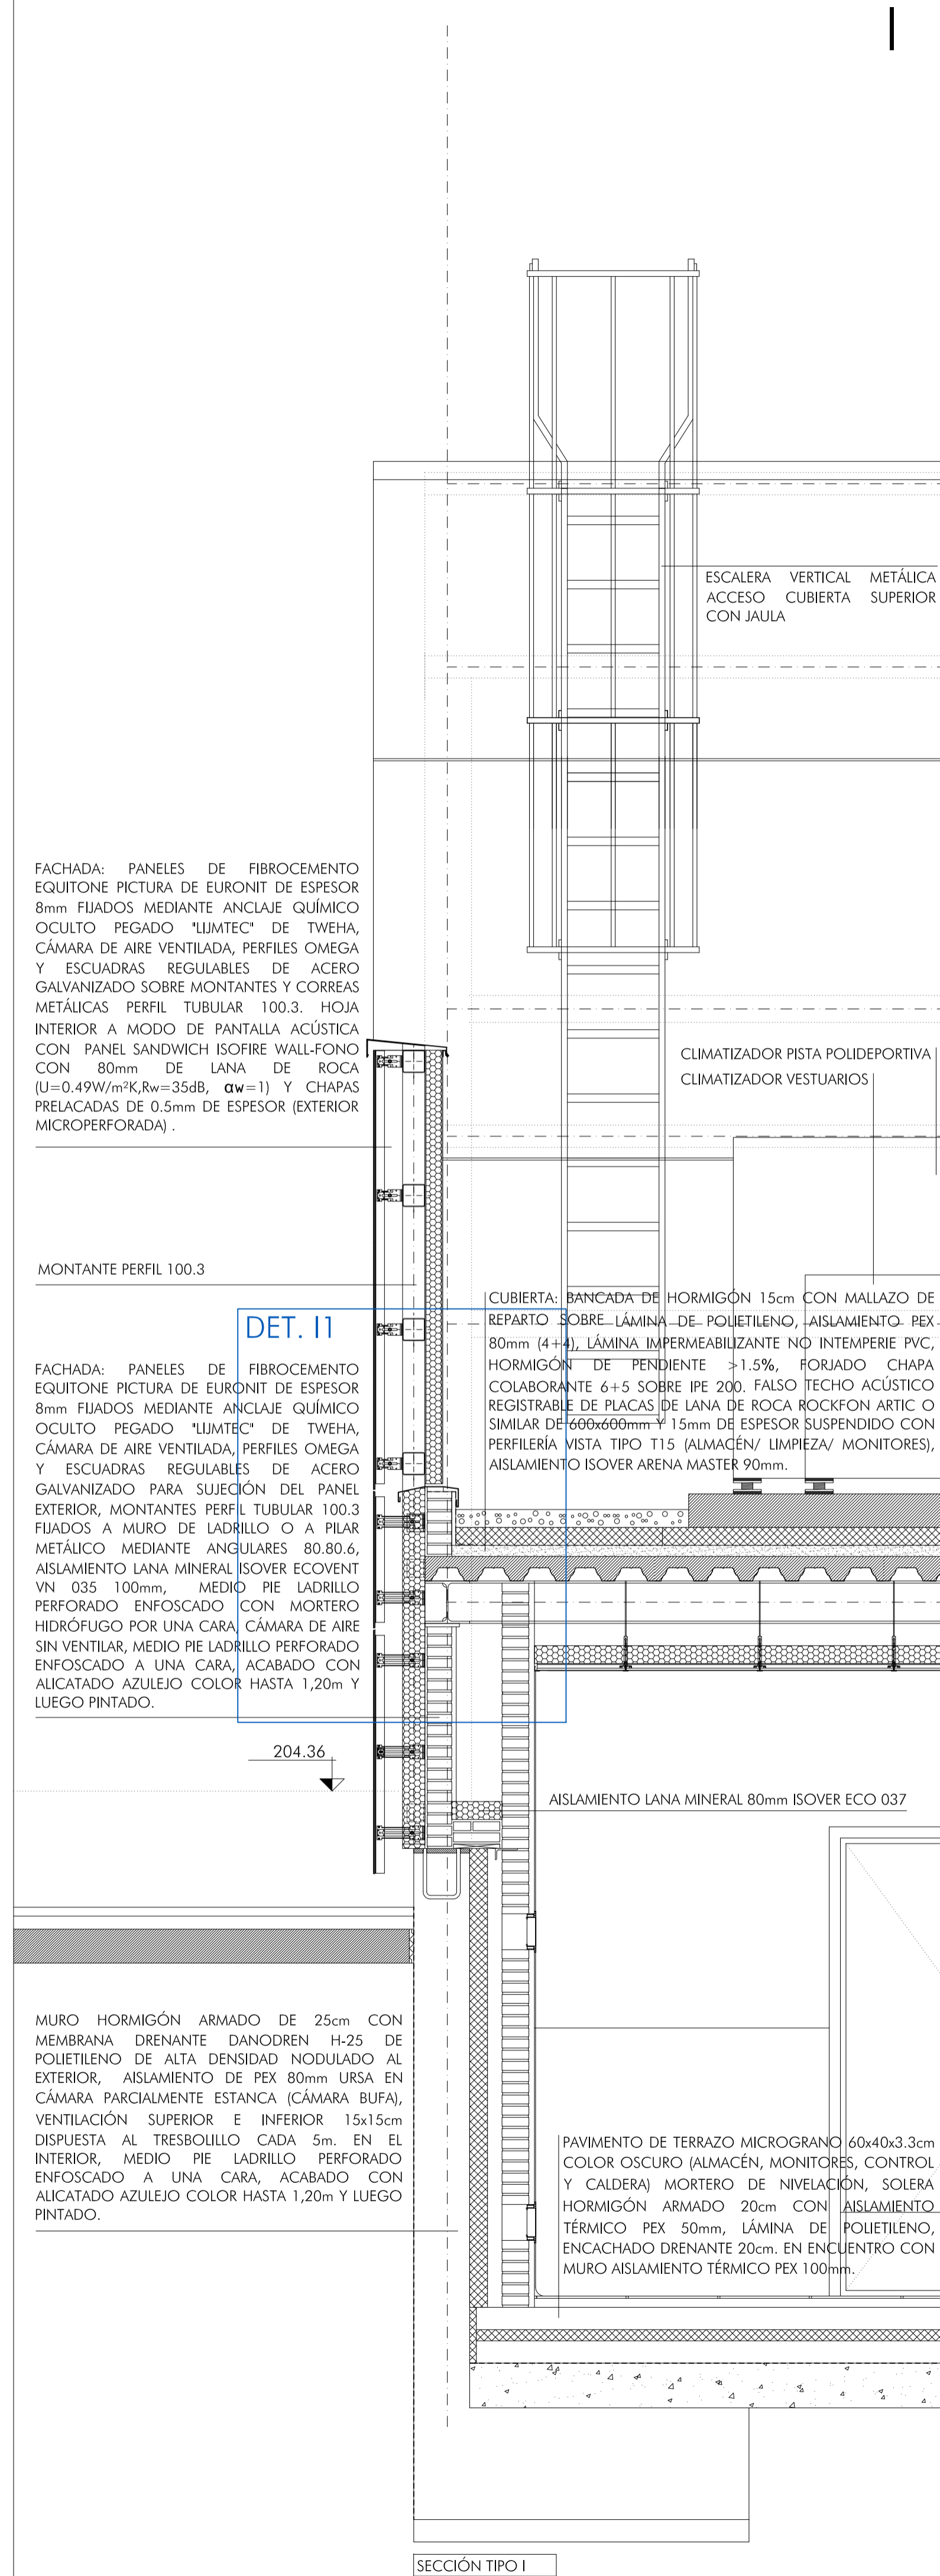 I
ESCALERA VERTICAL METÁLICA
ACCESO CUBIERTA SUPERIOR
CON JAULA
FACHADA: PANELES DE FIBROCEMENTO
EQUITONE PICTURA DE EURONIT DE ESPESOR
8mm FIJADOS MEDIANTE ANCLAJE QUÍMICO
OCULTO PEGADO "LIJMTEC" DE TWEHA,
CÁMARA DE AIRE VENTILADA, PERFILES OMEGA
Y ESCUADRAS REGULABLES DE ACERO
GALVANIZADO SOBRE MONTANTES Y CORREAS
METÁLICAS PERFIL TUBULAR 100.3. HOJA
INTERIOR A MODO DE PANTALLA ACÚSTICA
CON PANEL SANDWICH ISOFIRE WALL-FONO
CON 80mm DE LANA DE ROCA
(U=0.49W/m²K,Rw=35dB, αw=1) Y CHAPAS
PRELACADAS DE 0.5mm DE ESPESOR (EXTERIOR
MICROPERFORADA) .
CLIMATIZADOR PISTA POLIDEPORTIVA
CLIMATIZADOR VESTUARIOS
MONTANTE PERFIL 100.3
CUBIERTA: BANCADA DE HORMIGÓN 15cm CON MALLAZO DE
REPARTO SOBRE LÁMINA DE POLIETILENO, AISLAMIENTO PEX
80mm (4+4), LÁMINA IMPERMEABILIZANTE NO INTEMPERIE PVC,
HORMIGÓN DE PENDIENTE >1.5%, FORJADO CHAPA
COLABORANTE 6+5 SOBRE IPE 200. FALSO TECHO ACÚSTICO
REGISTRABLE DE PLACAS DE LANA DE ROCA ROCKFON ARTIC O
SIMILAR DE 600x600mm Y 15mm DE ESPESOR SUSPENDIDO CON
PERFILERÍA VISTA TIPO T15 (ALMACÉN/ LIMPIEZA/ MONITORES),
AISLAMIENTO ISOVER ARENA MASTER 90mm.
DET. I1
FACHADA: PANELES DE FIBROCEMENTO
EQUITONE PICTURA DE EURONIT DE ESPESOR
8mm FIJADOS MEDIANTE ANCLAJE QUÍMICO
OCULTO PEGADO "LIJMTEC" DE TWEHA,
CÁMARA DE AIRE VENTILADA, PERFILES OMEGA
Y ESCUADRAS REGULABLES DE ACERO
GALVANIZADO PARA SUJECIÓN DEL PANEL
EXTERIOR, MONTANTES PERFIL TUBULAR 100.3
FIJADOS A MURO DE LADRILLO O A PILAR
METÁLICO MEDIANTE ANGULARES 80.80.6,
AISLAMIENTO LANA MINERAL ISOVER ECOVENT
VN 035 100mm, MEDIO PIE LADRILLO
PERFORADO ENFOSCADO CON MORTERO
HIDRÓFUGO POR UNA CARA, CÁMARA DE AIRE
SIN VENTILAR, MEDIO PIE LADRILLO PERFORADO
ENFOSCADO A UNA CARA, ACABADO CON
ALICATADO AZULEJO COLOR HASTA 1,20m Y
LUEGO PINTADO.
204.36
AISLAMIENTO LANA MINERAL 80mm ISOVER ECO 037
MURO HORMIGÓN ARMADO DE 25cm CON
MEMBRANA DRENANTE DANODREN H-25 DE
POLIETILENO DE ALTA DENSIDAD NODULADO AL
EXTERIOR, AISLAMIENTO DE PEX 80mm URSA EN
CÁMARA PARCIALMENTE ESTANCA (CÁMARA BUFA),
VENTILACIÓN SUPERIOR E INFERIOR 15x15cm
DISPUESTA AL TRESBOLILLO CADA 5m. EN EL
INTERIOR, MEDIO PIE LADRILLO PERFORADO
ENFOSCADO A UNA CARA, ACABADO CON
ALICATADO AZULEJO COLOR HASTA 1,20m Y LUEGO
PINTADO.
PAVIMENTO DE TERRAZO MICROGRANO 60x40x3.3cm
COLOR OSCURO (ALMACÉN, MONITORES, CONTROL
Y CALDERA) MORTERO DE NIVELACIÓN, SOLERA
HORMIGÓN ARMADO 20cm CON AISLAMIENTO
TÉRMICO PEX 50mm, LÁMINA DE POLIETILENO,
ENCACHADO DRENANTE 20cm. EN ENCUENTRO CON
MURO AISLAMIENTO TÉRMICO PEX 100mm.
SECCIÓN TIPO I